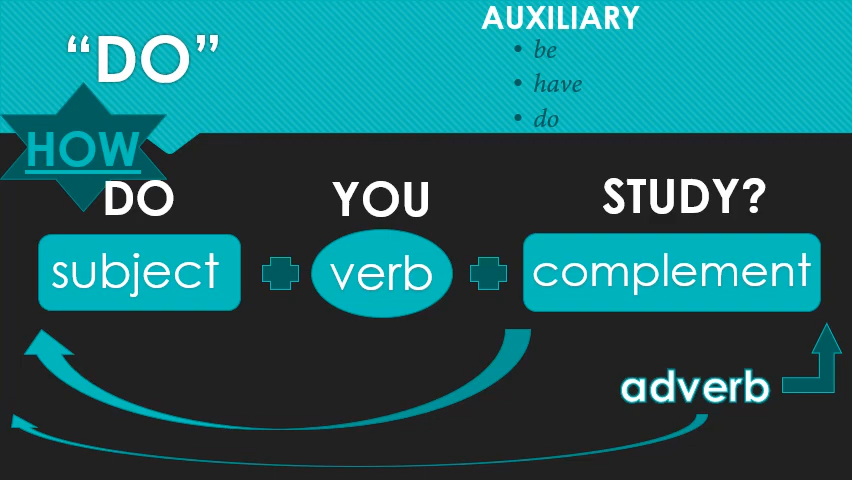 “DO”
AUXILIARY
• be
• have
• do
HOW
DO YOU STUDY?
subject verb complement
adverb